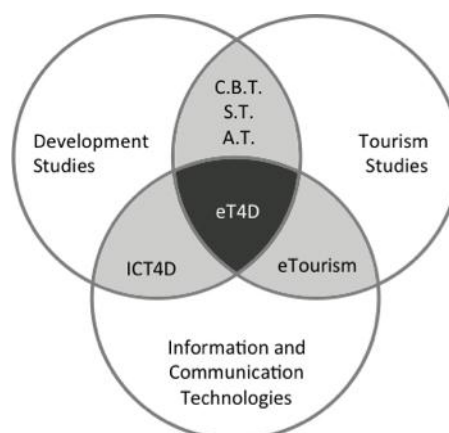 C.B.T.
S.T.
A.T.
Development
Studies
Tourism
Studies
eT4D
ICT4D
eTourism
Information and
Communication
Technologies